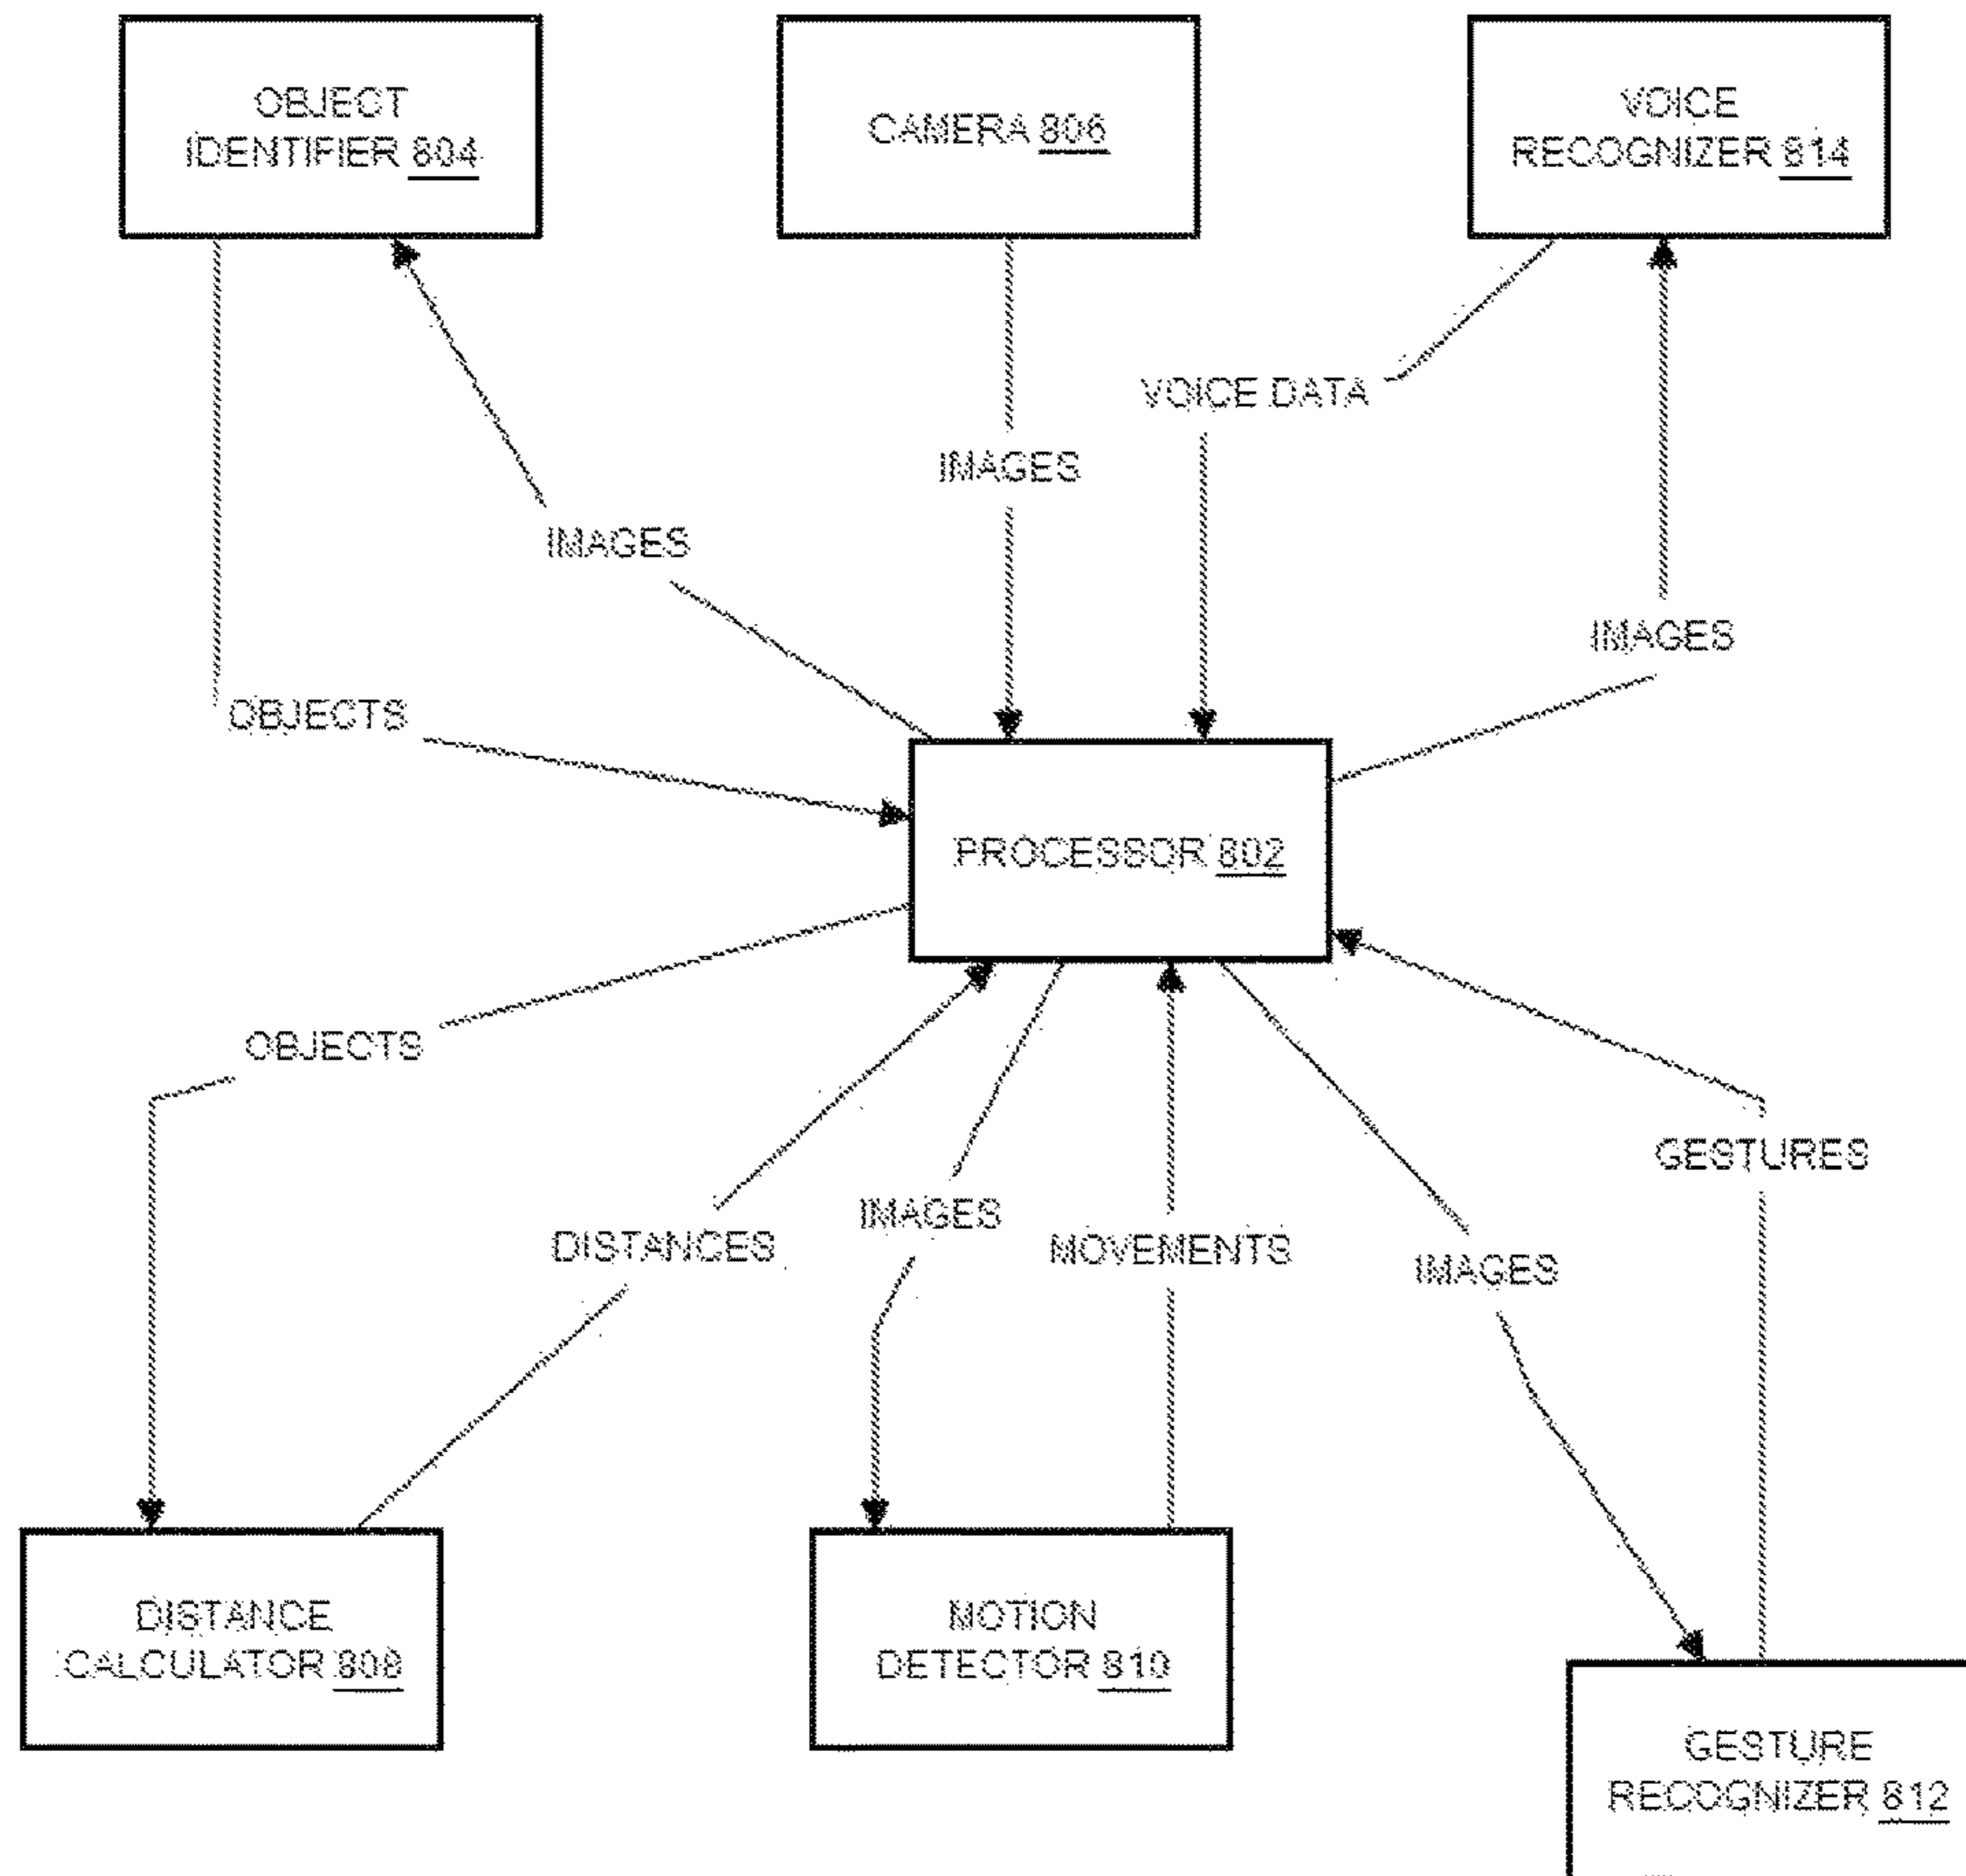 OBJECT
IDENTIFIER 804
CAMERA 806
VOICE
RECOGNIZER 814
VOICE DATA
IMAGES
IMAGES
IMAGES
OBJECTS
PROCESSOR 802
OBJECTS
GESTURES
IMAGES
DISTANCES
MOVEMENTS
IMAGES
DISTANCE
CALCULATOR 808
MOTION
DETECTOR 810
GESTURE
RECOGNIZER 812